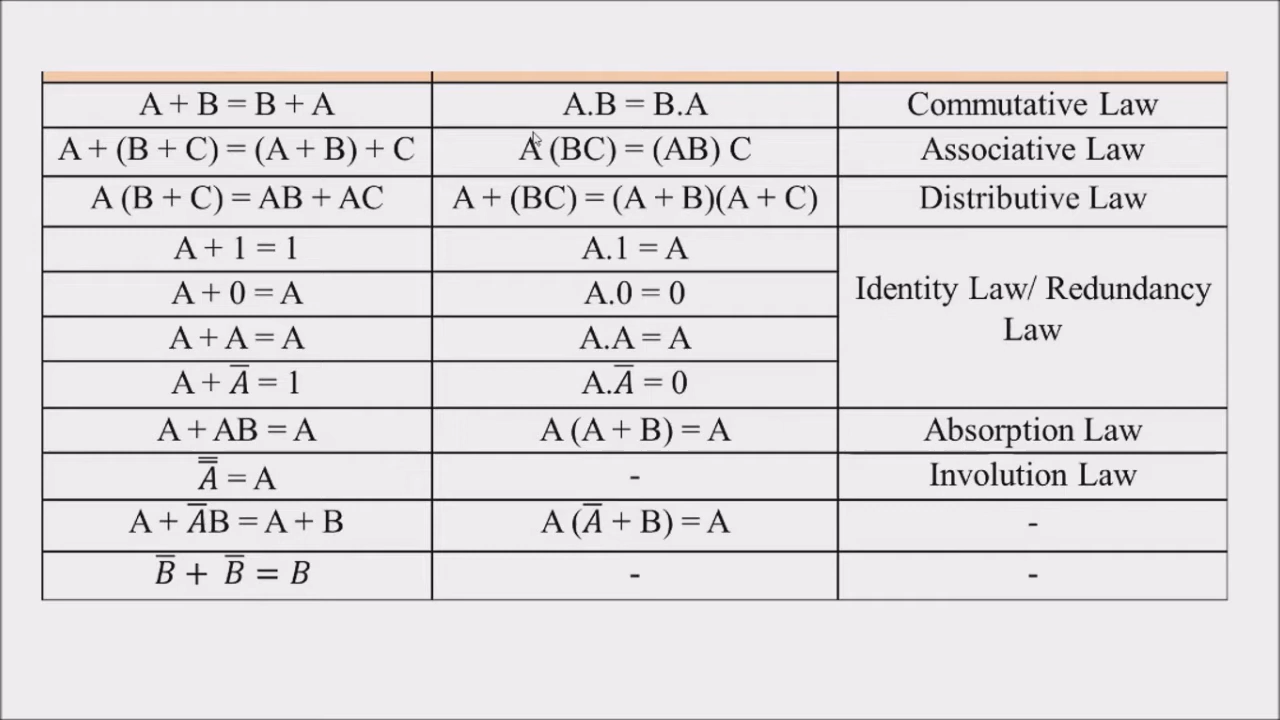 A + B = B + A A.B = B.A Commutative Law
A + (B + C) = (A + B) + C A (BC) = (AB) C Associative Law
A (B + C) = AB + AC A + (BC) = (A + B)(A + C) Distributive Law
A + 1 = 1 A.1 = A
A + 0 = A A.0 = 0
Identity Law/ Redundancy
Law
A + A = A A.A = A
A + A̅ = 1 A.A̅ = 0
A + AB = A A (A + B) = A Absorption Law
A̿ = A - Involution Law
A + A̅B = A + B A (A̅ + B) = A -
B̅ + B̅ = B - -